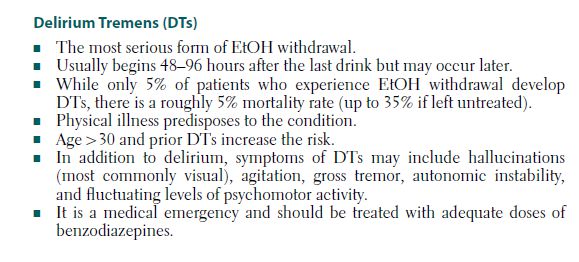 Delirium Tremens (DTs)
■ The most serious form of EtOH withdrawal.
■ Usually begins 48–96 hours after the last drink but may occur later.
■ While only 5% of patients who experience EtOH withdrawal develop
DTs, there is a roughly 5% mortality rate (up to 35% if left untreated).
■ Physical illness predisposes to the condition.
■ Age >30 and prior DTs increase the risk.
■ In addition to delirium, symptoms of DTs may include hallucinations
(most commonly visual), agitation, gross tremor, autonomic instability,
and fluctuating levels of psychomotor activity.
■ It is a medical emergency and should be treated with adequate doses of
benzodiazepines.